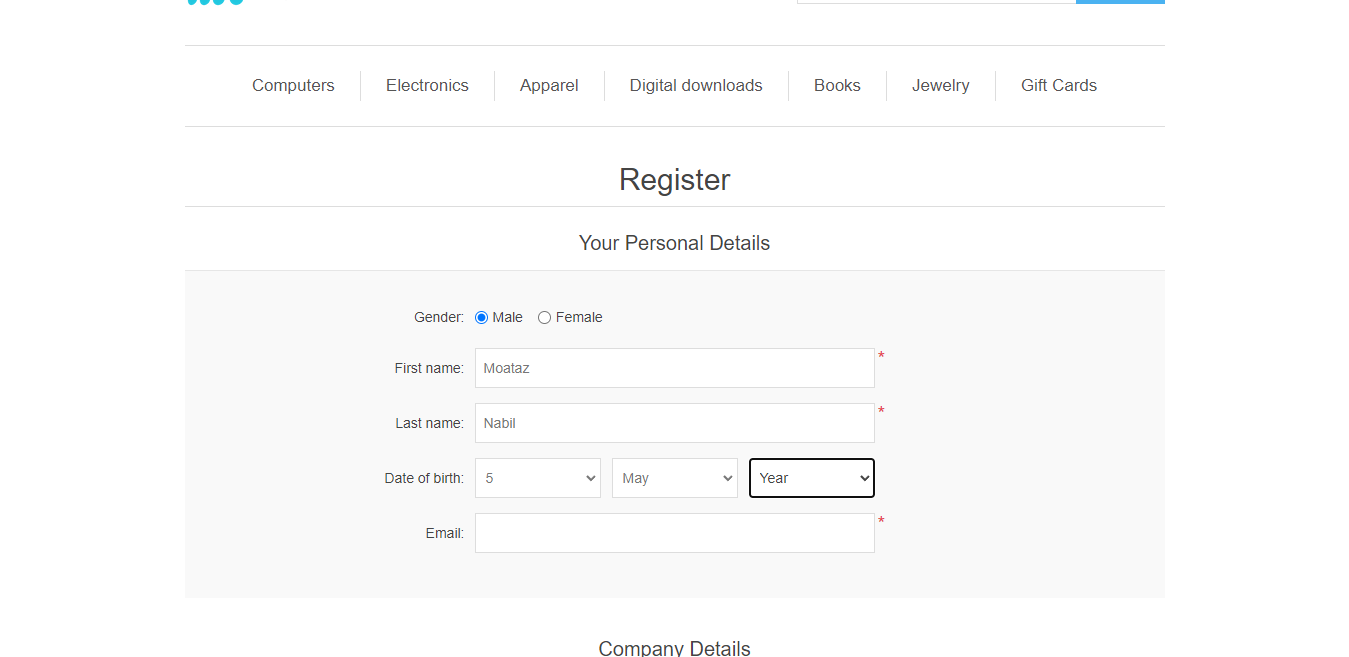 Computers Electronics Apparel Digital downloads Books Jewelry Gift Cards
Register
Your Personal Details
Gender: Male Female
First name: Moataz *
Last name: Nabil *
Date of birth: 5 May Year
Email: *
Company Details